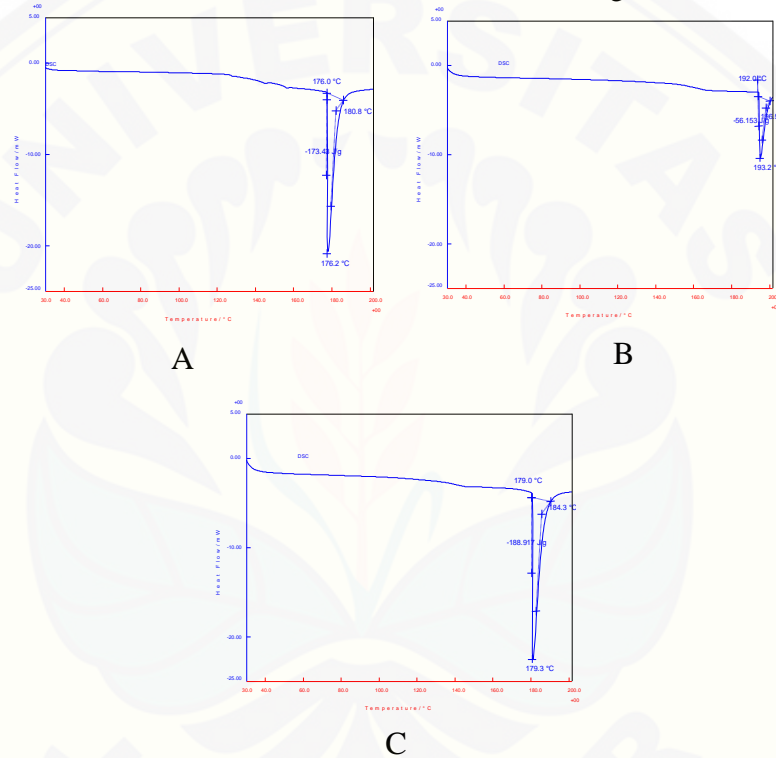 +00
5.00
DSC
0.00
176.0 °C
180.8 °C
-173.43 J/g
-10.00
Heat Flow/mW
-20.00
176.2 °C
-25.00
30.0 40.0 60.0 80.0 100.0 120.0 140.0 160.0 180.0 200.0
+00
Temperature/°C
A
+00
5.00
DSC
0.00
192.0°C
-56.153 J/g
-10.00
193.2 °
Heat Flow/mW
-20.00
-25.00
30.0 40.0 60.0 80.0 100.0 120.0 140.0 160.0 180.0 200
+0
Temperature/°C
B
+00
5.00
DSC
0.00
179.0 °C
184.3 °C
-188.917 J/g
-10.00
Heat Flow/mW
-20.00
179.3 °C
-25.00
30.0 40.0 60.0 80.0 100.0 120.0 140.0 160.0 180.0 200.0
+00
Temperature/°C
C
UNIVERSITAS